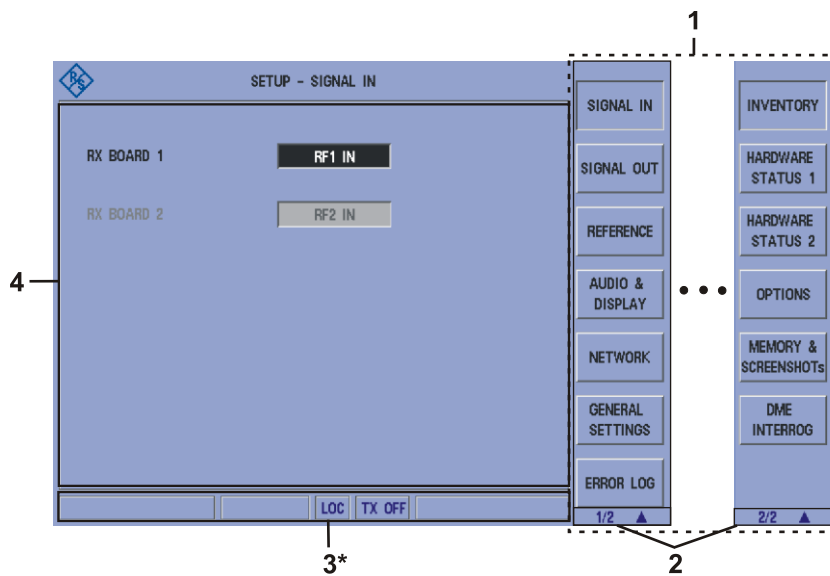 1
R&S
SETUP - SIGNAL IN
RX BOARD 1
RF1 IN
RX BOARD 2
RF2 IN
4
LOC
TX OFF
3*
SIGNAL IN
SIGNAL OUT
REFERENCE
AUDIO &
DISPLAY
NETWORK
GENERAL
SETTINGS
ERROR LOG
1/2
INVENTORY
HARDWARE
STATUS 1
HARDWARE
STATUS 2
OPTIONS
MEMORY &
SCREENSHOTs
DME
INTERROG
2/2
2